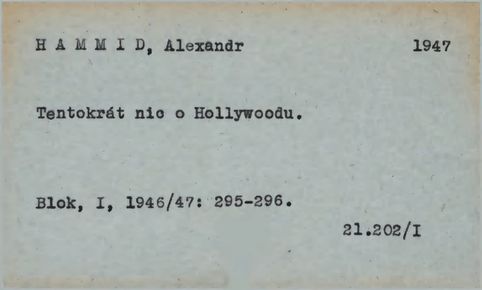 H A M M I D, Alexandr 1947
Tentokrát nic o Hollywoodu.
Blok, I, 1946/47: 295-296.
21.202/I